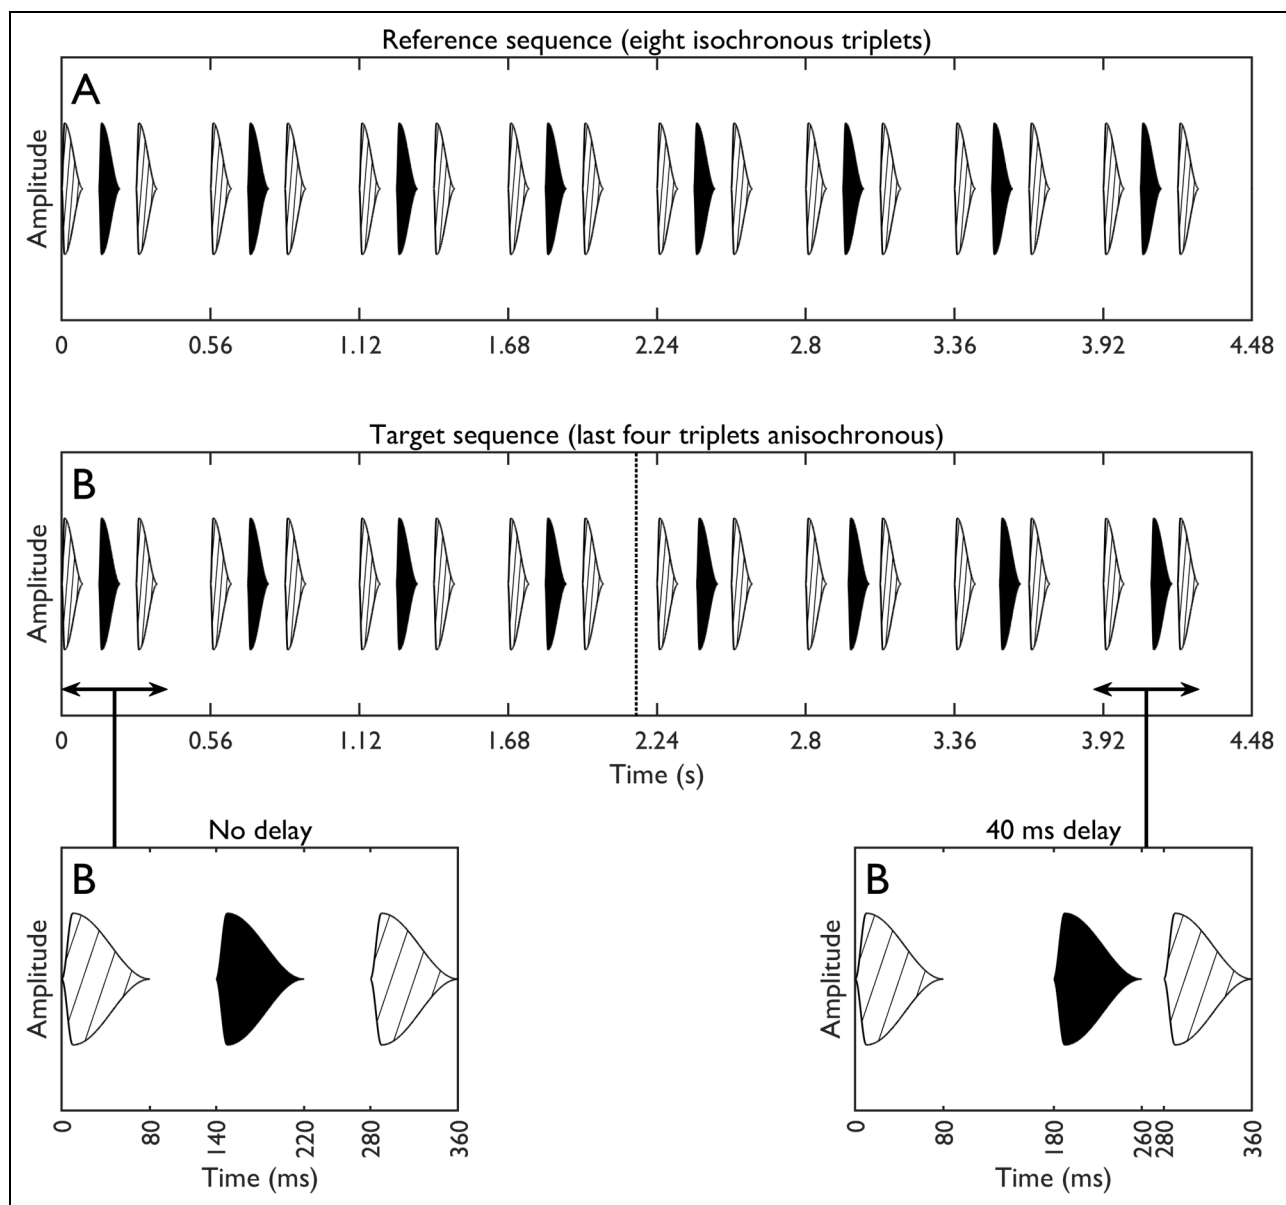 Reference sequence (eight isochronous triplets)
A
Amplitude
0 0.56 1.12 1.68 2.24 2.8 3.36 3.92 4.48
Target sequence (last four triplets anisochronous)
B
Amplitude
0 0.56 1.12 1.68 2.24 2.8 3.36 3.92 4.48
Time (s)
No delay
B
Amplitude
0 80 140 220 280 360
Time (ms)
40 ms delay
B
Amplitude
0 80 180 260 280 360
Time (ms)